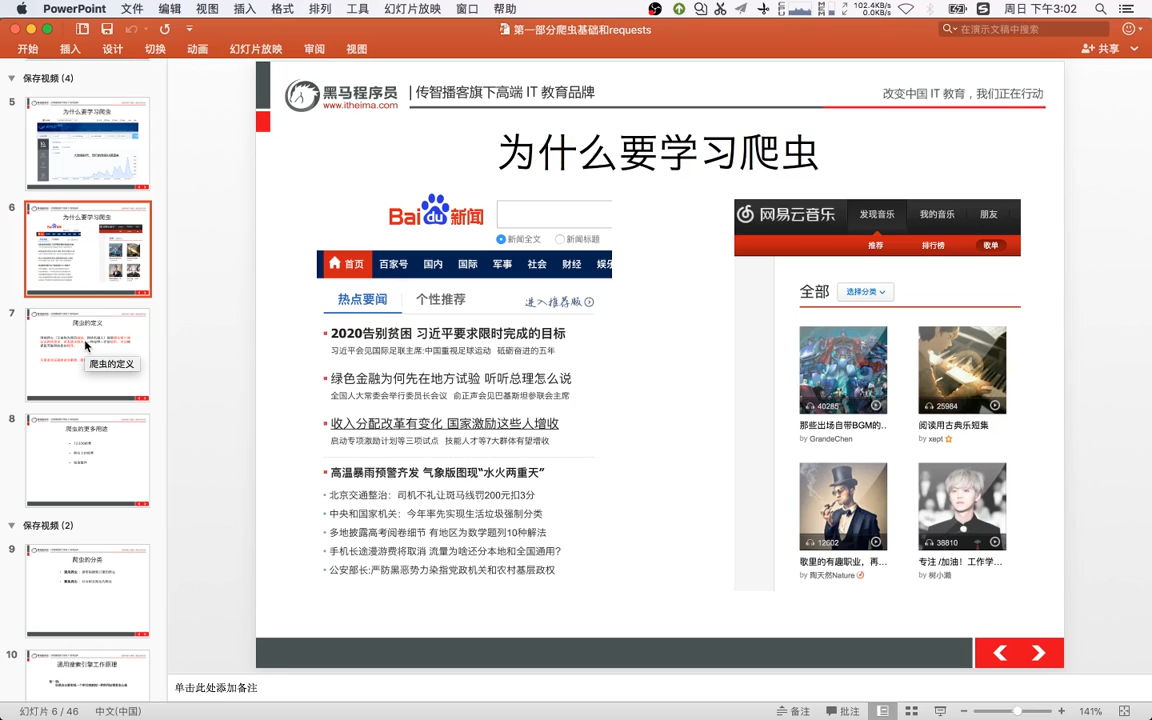 PowerPoint 文件 编辑 视图 插入 格式 排列 工具 幻灯片放映 窗口 帮助
102.4KB/s
0.0KB/s
周日 下午3:02
第一部分爬虫基础和requests
在演示文稿中搜索
开始 插入 设计 切换 动画 幻灯片放映 审阅 视图
共享
保存视频 (4)
5
为什么要学习爬虫
6
为什么要学习爬虫
7
爬虫的定义
爬虫的定义
8
爬虫的更多用途
保存视频 (2)
9
爬虫的分类
10
通用搜索引擎工作原理
黑马程序员
www.itheima.com
传智播客旗下高端 IT 教育品牌
改变中国 IT 教育，我们正在行动
为什么要学习爬虫
Bai du 新闻
新闻全文 新闻标题
首页 百家号 国内 国际 军事 社会 财经 娱乐
热点要闻 个性推荐 进入推荐版
2020告别贫困 习近平要求限时完成的目标
习近平会见国际足联主席:中国重视足球运动 砥砺奋进的五年
绿色金融为何先在地方试验 听听总理怎么说
全国人大常委会举行委员长会议 俞正声会见巴基斯坦参联会主席
收入分配改革有变化 国家激励这些人增收
启动专项激励计划等三项试点 技能人才等7大群体有望增收
高温暴雨预警齐发 气象版图现"水火两重天"
北京交通整治：司机不礼让斑马线罚200元扣3分
中央和国家机关：今年率先实现生活垃圾强制分类
多地披露高考阅卷细节 有地区为数学题列10种解法
手机长途漫游费将取消 流量为啥还分本地和全国通用?
公安部长:严防黑恶势力染指党政机关和农村基层政权
网易云音乐 发现音乐 我的音乐 朋友
推荐 排行榜 歌单
全部 选择分类
40285
25984
那些出场自带BGM的..
阅读用古典乐短集
by GrandeChen
by xept
12602
38810
歌里的有趣职业，再...
专注 /加油！工作学...
by 陶天然Nature
by 树小瀨
单击此处添加备注
幻灯片 6 / 46 中文(中国)
备注 批注
141%